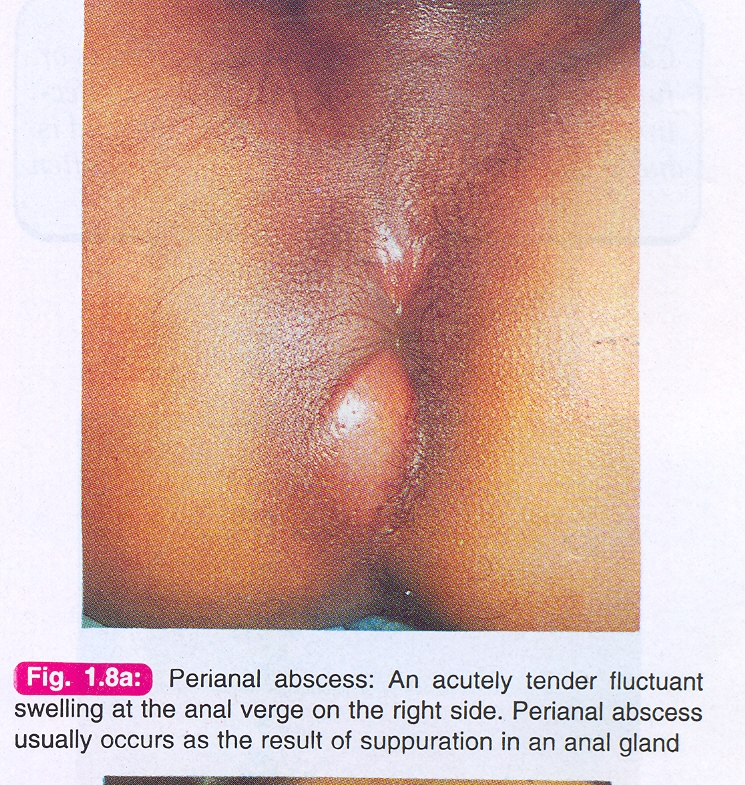 Fig. 1.8a: Perianal abscess: An acutely tender fluctuant
swelling at the anal verge on the right side. Perianal abscess
usually occurs as the result of suppuration in an anal gland